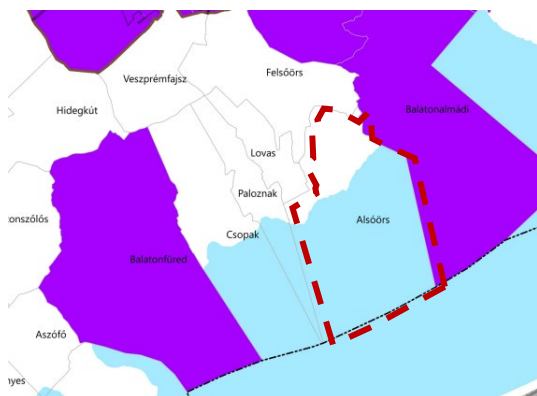 Veszprémfajsz
Felsőörs
Hidegkút
Balatonalmádi
Lovas
Paloznak
onszőlős
Alsóörs
Csopak
Balatonfüred
Aszófő
nyes